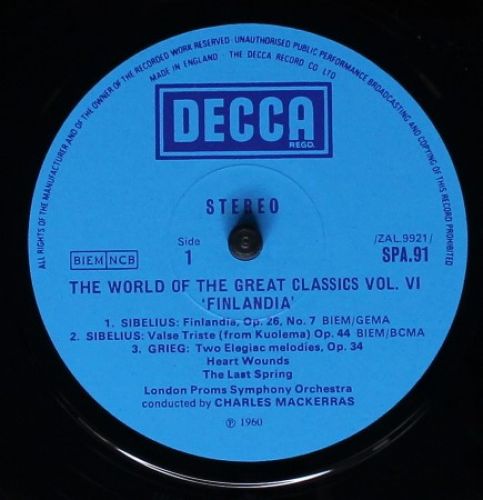 ALL RIGHTS OF THE MANUFACTURER AND OF THE OWNER OF THE RECORDED WORK RESERVED · UNAUTHORISED PUBLIC PERFORMANCE BROADCASTING AND COPYING OF THIS RECORD PROHIBITED
MADE IN ENGLAND · THE DECCA RECORD CO LTD
DECCA
REGD.
STEREO
Side
1
/ZAL.9921/
SPA.91
BIEM NCB
THE WORLD OF THE GREAT CLASSICS VOL. VI
'FINLANDIA'
1. SIBELIUS: Finlandia, Op. 26, No. 7 BIEM/GEMA
2. SIBELIUS: Valse Triste (from Kuolema) Op. 44 BIEM/BCMA
3. GRIEG: Two Elegiac melodies, Op. 34
Heart Wounds
The Last Spring
London Proms Symphony Orchestra
conducted by CHARLES MACKERRAS
℗ 1960